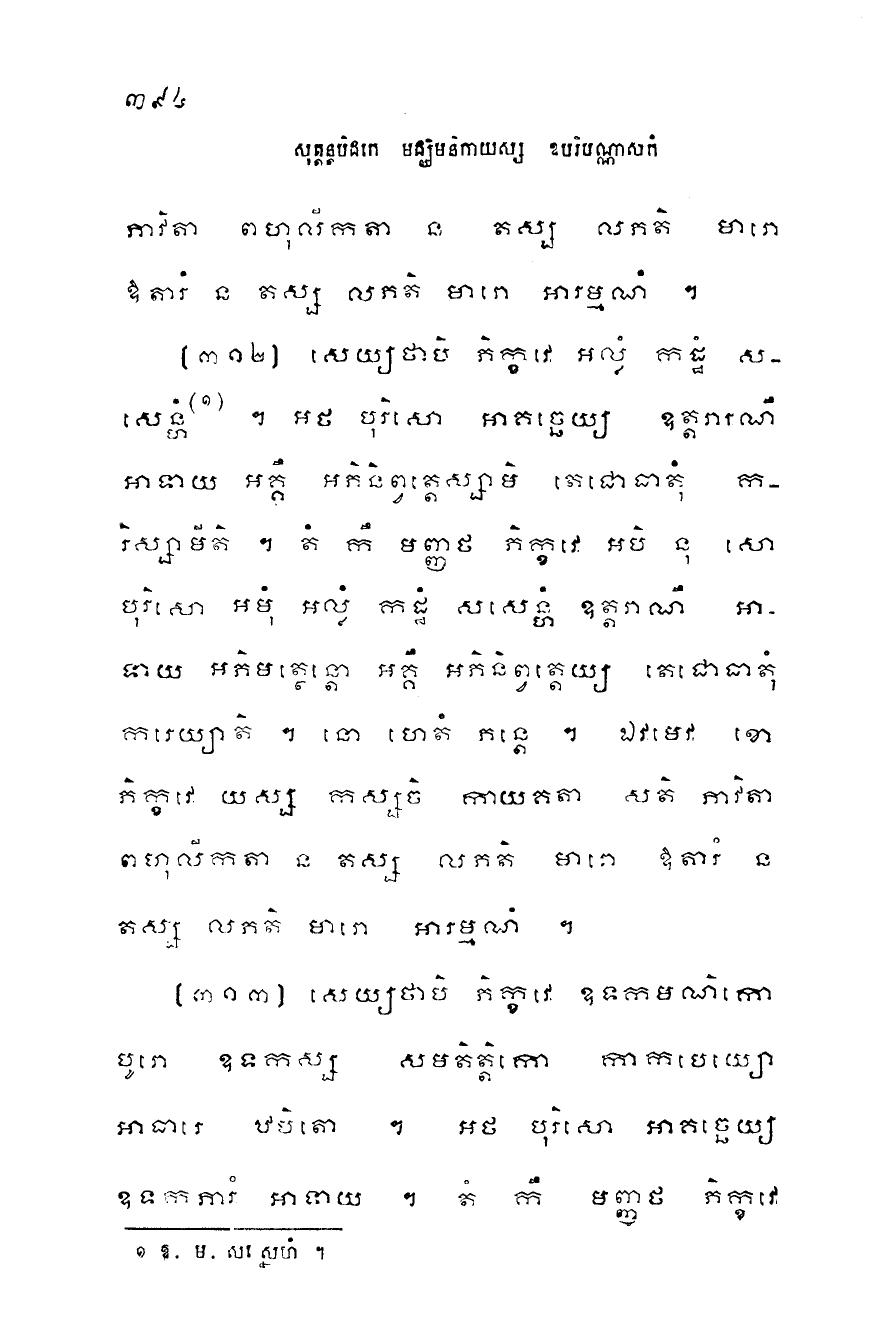 ៣៩៤
សុត្តន្តបិដកេ មជ្ឈិមនិកាយស្ស ឧបរិបណ្ណាសកំ
ភាវិតា ពហុលីកតា ន តស្ស លភតិ មារោ
ឱតារំ ន តស្ស លភតិ មារោ អារម្មណំ ។
(៣១២) សេយ្យថាបិ ភិក្ខវេ អល្លំ កដ្ឋំ ស-
សេន្ហំ(១) ។ អថ បុរិសោ អាគច្ឆេយ្យ ឧត្តរារណឹ
អាទាយ អគ្គឹ អភិនិព្វត្តេស្សាមិ តេជោធាតុំ ក-
រិស្សាមីតិ ។ តំ កឹ មញ្ញថ ភិក្ខវេ អបិ នុ សោ
បុរិសោ អមុំ អល្លំ កដ្ឋំ សសេន្ហំ ឧត្តរាណឹ អា-
ទាយ អភិមត្ថេន្តោ អគ្គឹ អភិនិព្វត្តេយ្យ តេជោធាតុំ
ករេយ្យាតិ ។ នោ ហេតំ ភន្តេ ។ ឯវមេវ ខោ
ភិក្ខវេ យស្ស កស្សចិ កាយគតា សតិ ភាវិតា
ពហុលីកតា ន តស្ស លភតិ មារោ ឱតារំ ន
តស្ស លភតិ មារោ អារម្មណំ ។
(៣១៣) សេយ្យថាបិ ភិក្ខវេ ឧទកមណិកោ
បូរោ ឧទកស្ស សមតិត្តិកោ កាកបេយ្យោ
អាធារេ ឋបិតោ ។ អថ បុរិសោ អាគច្ឆេយ្យ
ឧទកភារំ អាទាយ ។ តំ កឹ មញ្ញថ ភិក្ខវេ
១ ឱ. ម. សស្នេហំ ។